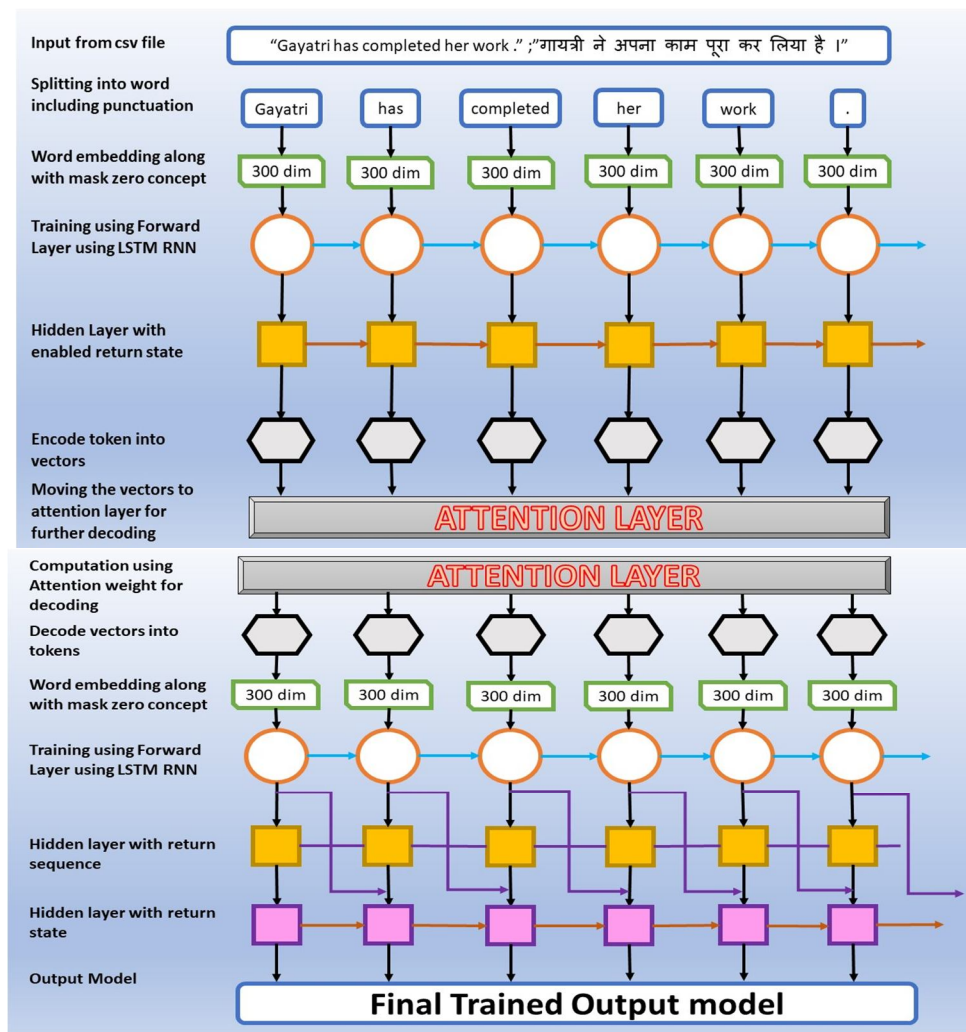 Input from csv file
“Gayatri has completed her work .” ;”गायत्री ने अपना काम पूरा कर लिया है ।”
Splitting into word
including punctuation
Gayatri has completed her work .
Word embedding along
with mask zero concept
300 dim 300 dim 300 dim 300 dim 300 dim 300 dim
Training using Forward
Layer using LSTM RNN
Hidden Layer with
enabled return state
Encode token into
vectors
Moving the vectors to
attention layer for
further decoding
ATTENTION LAYER
Computation using
Attention weight for
decoding
ATTENTION LAYER
Decode vectors into
tokens
Word embedding along
with mask zero concept
300 dim 300 dim 300 dim 300 dim 300 dim 300 dim
Training using Forward
Layer using LSTM RNN
Hidden layer with return
sequence
Hidden layer with return
state
Output Model
Final Trained Output model